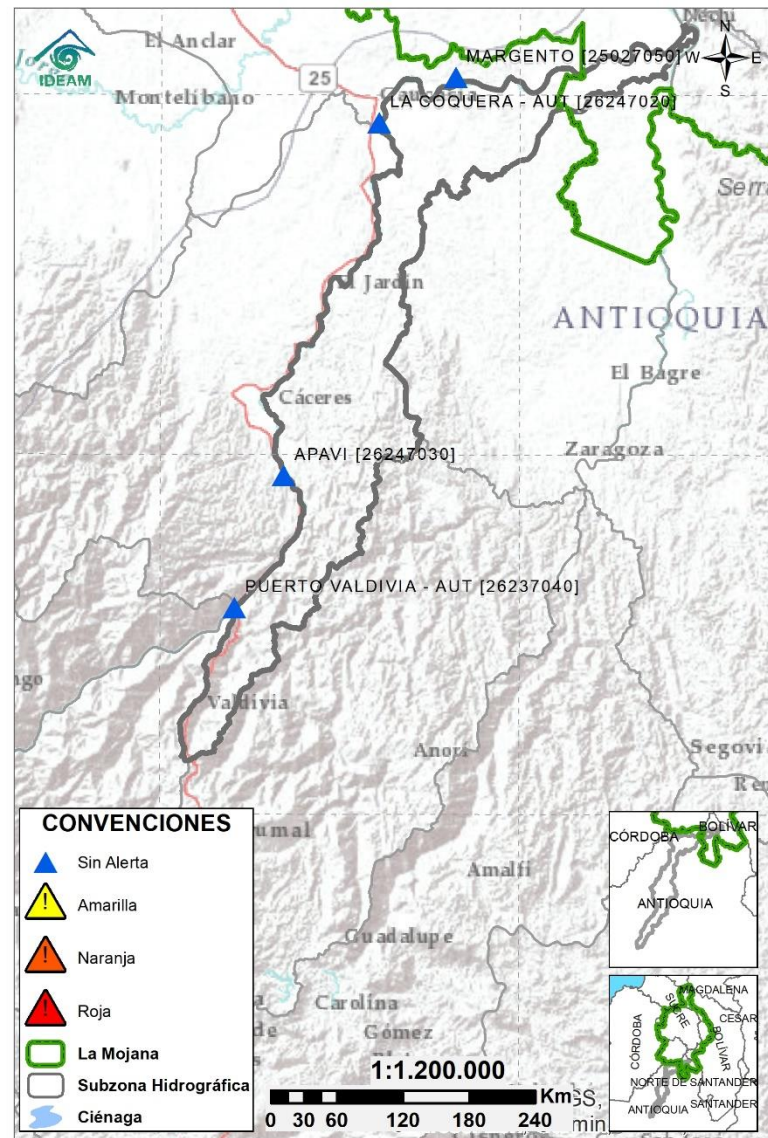 IDEAM
El Anclar
Nechí
N
W
E
S
MARGENTO [25027050]
25
Caucasia
Montelíbano
LA COQUERA - AUT [26247020]
El Jardín
ANTIOQUIA
El Bagre
Cáceres
Zaragoza
APAVI [26247030]
PUERTO VALDIVIA - AUT [26237040]
Valdivia
Anorí
Amalfi
Guadalupe
Carolina
Gómez
CONVENCIONES
Sin Alerta
Amarilla
Naranja
Roja
La Mojana
Subzona Hidrográfica
Ciénaga
1:1.200.000
Km
0 30 60 120 180 240
CÓRDOBA
BOLÍVAR
ANTIOQUIA
MAGDALENA
SUCRE
CESAR
CÓRDOBA
BOLÍVAR
NORTE DE SANTANDER
ANTIOQUIA
SANTANDER